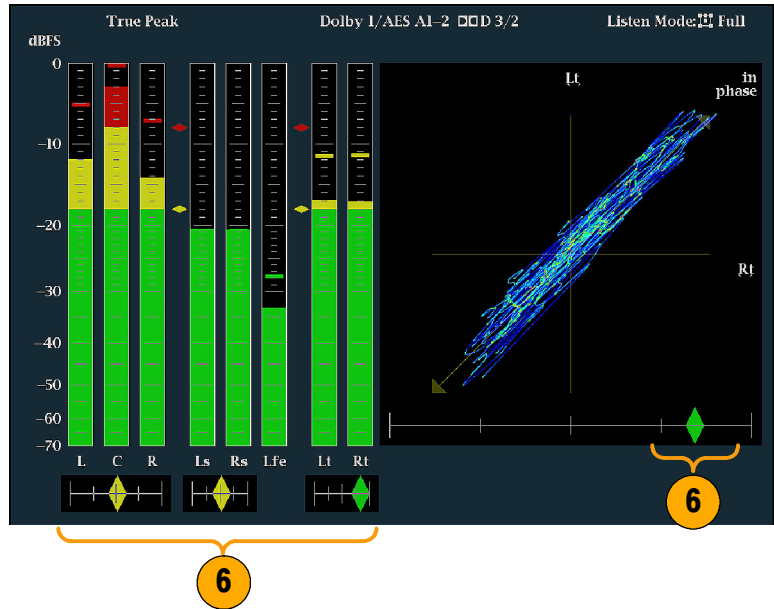 True Peak
Dolby 1/AES A1-2 D 3/2
Listen Mode: Full
dBFS
0
-10
-20
-30
-40
-50
-60
-70
L C R Ls Rs Lfe Lt Rt
Lt
in
phase
Rt
6
6